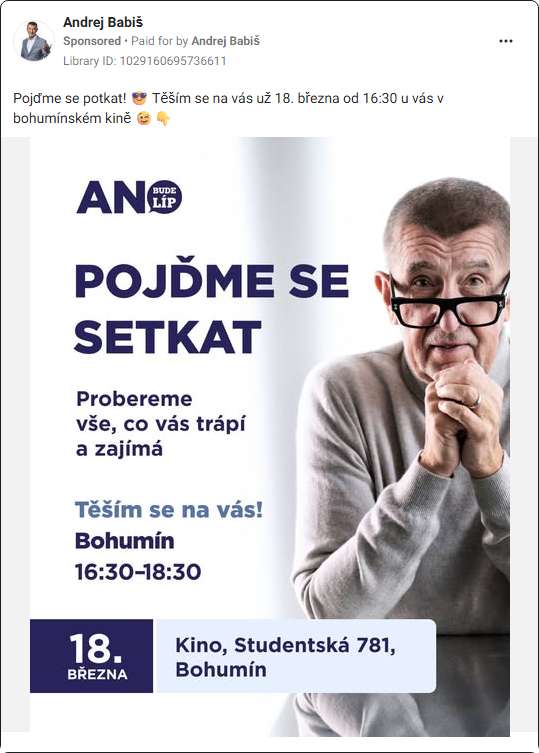 Andrej Babiš
Sponsored • Paid for by Andrej Babiš
Library ID: 1029160695736611
Pojďme se potkat! 😎 Těším se na vás už 18. března od 16:30 u vás v
bohumínském kině 😉 👇
ANO BUDE LÍP
POJĎME SE
SETKAT
Probereme
vše, co vás trápí
a zajímá
Těším se na vás!
Bohumín
16:30–18:30
18.
BŘEZNA
Kino, Studentská 781,
Bohumín